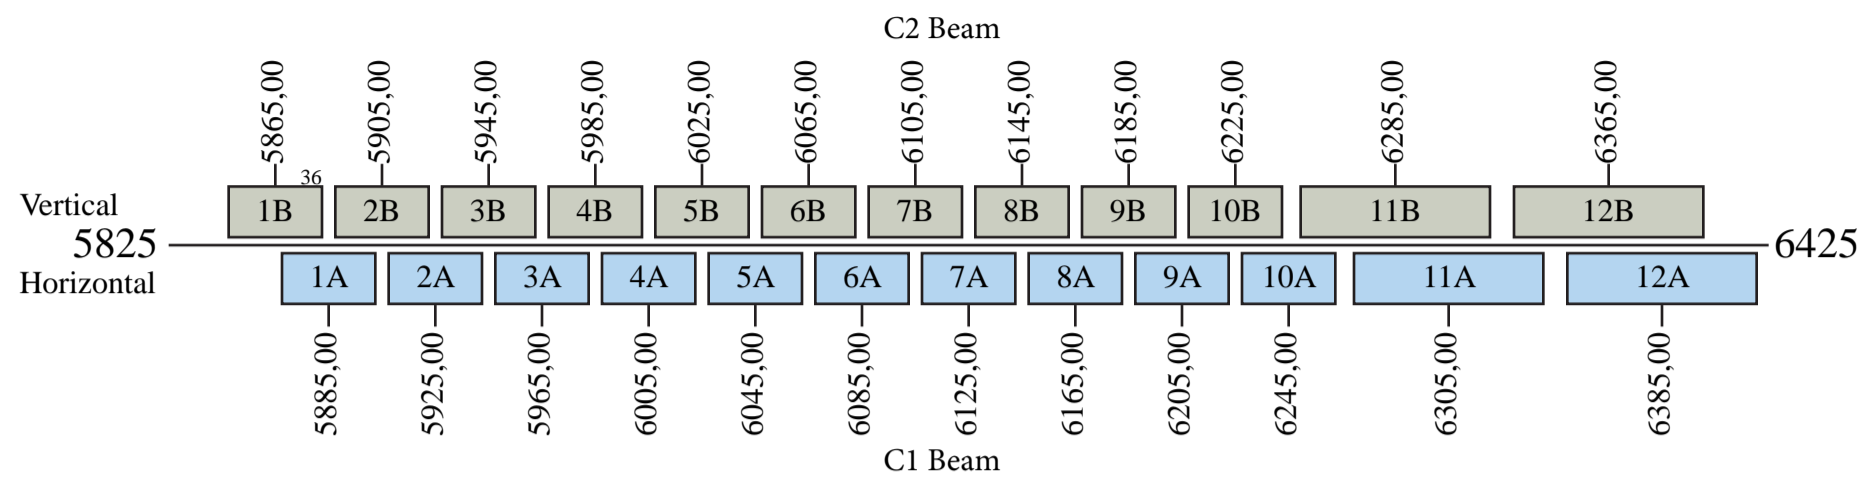 C2 Beam
5865,00 5905,00 5945,00 5985,00 6025,00 6065,00 6105,00 6145,00 6185,00 6225,00 6285,00 6365,00
36
Vertical 1B 2B 3B 4B 5B 6B 7B 8B 9B 10B 11B 12B
5825 6425
Horizontal 1A 2A 3A 4A 5A 6A 7A 8A 9A 10A 11A 12A
5885,00 5925,00 5965,00 6005,00 6045,00 6085,00 6125,00 6165,00 6205,00 6245,00 6305,00 6385,00
C1 Beam